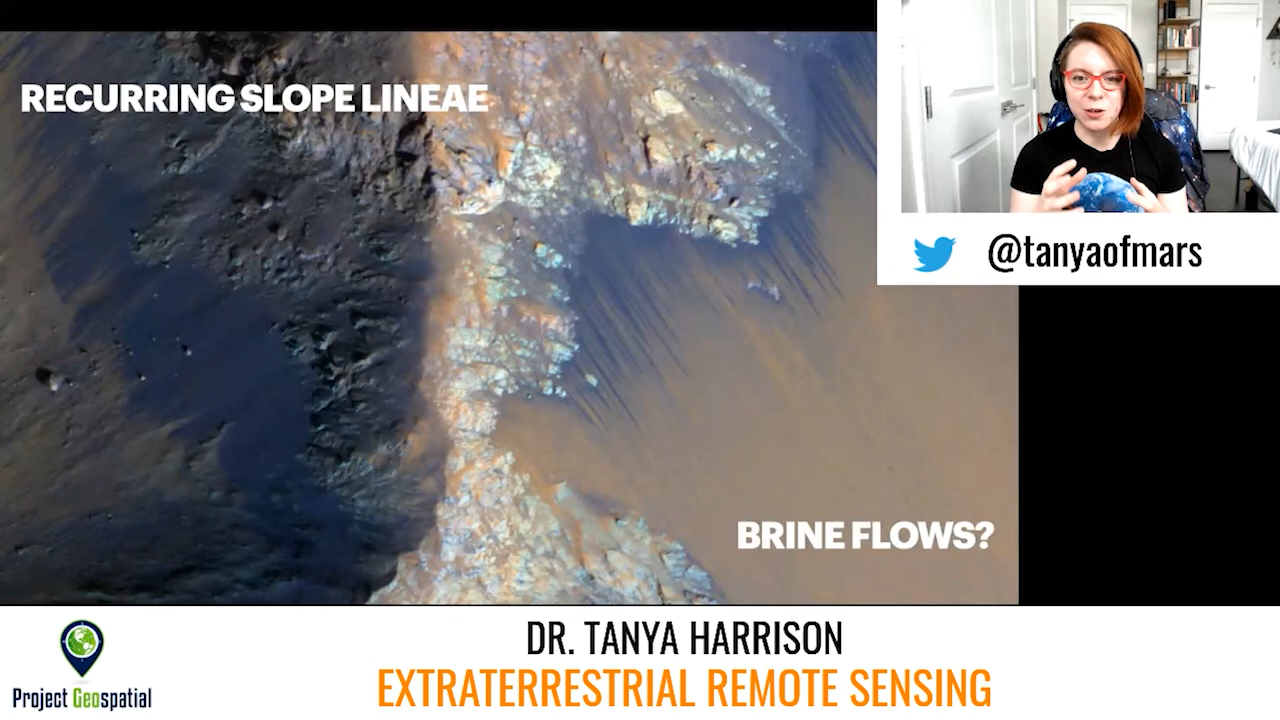 RECURRING SLOPE LINEAE
@tanyaofmars
BRINE FLOWS?
DR. TANYA HARRISON
EXTRATERRESTRIAL REMOTE SENSING
Project Geospatial